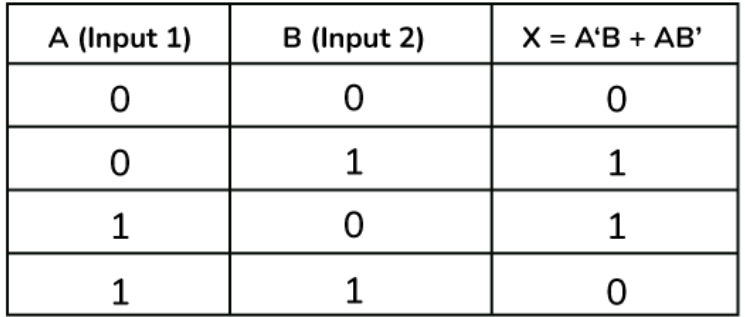 A (Input 1) B (Input 2) X = A‘B + AB’
0 0 0
0 1 1
1 0 1
1 1 0